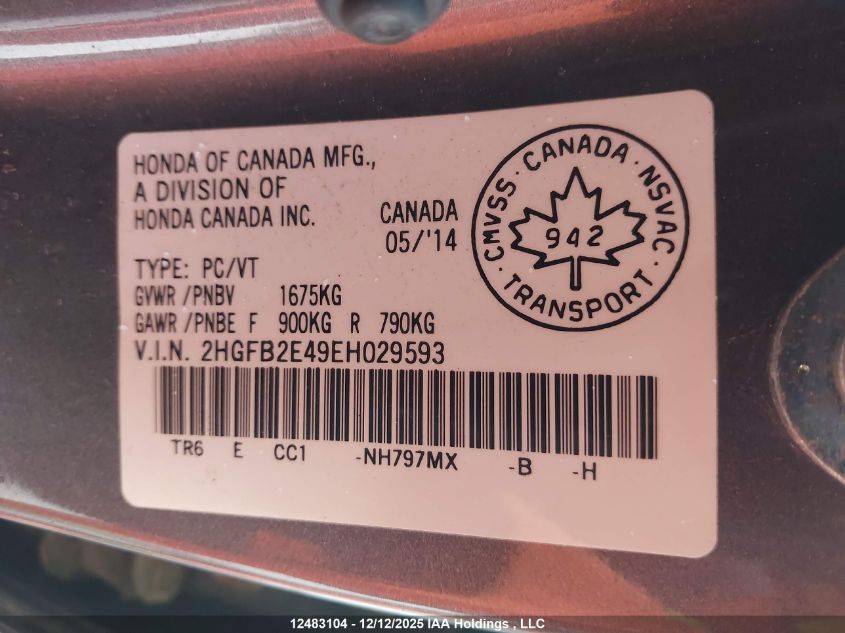 HONDA OF CANADA MFG.,
A DIVISION OF
HONDA CANADA INC.
CANADA
05/'14
CMVSS · CANADA · NSVAC · TRANSPORT ·
942
TYPE: PC/VT
GVWR /PNBV 1675KG
GAWR /PNBE F 900KG R 790KG
V.I.N. 2HGFB2E49EH029593
TR6 E CC1 -NH797MX -B -H
12483104 - 12/12/2025 IAA Holdings , LLC